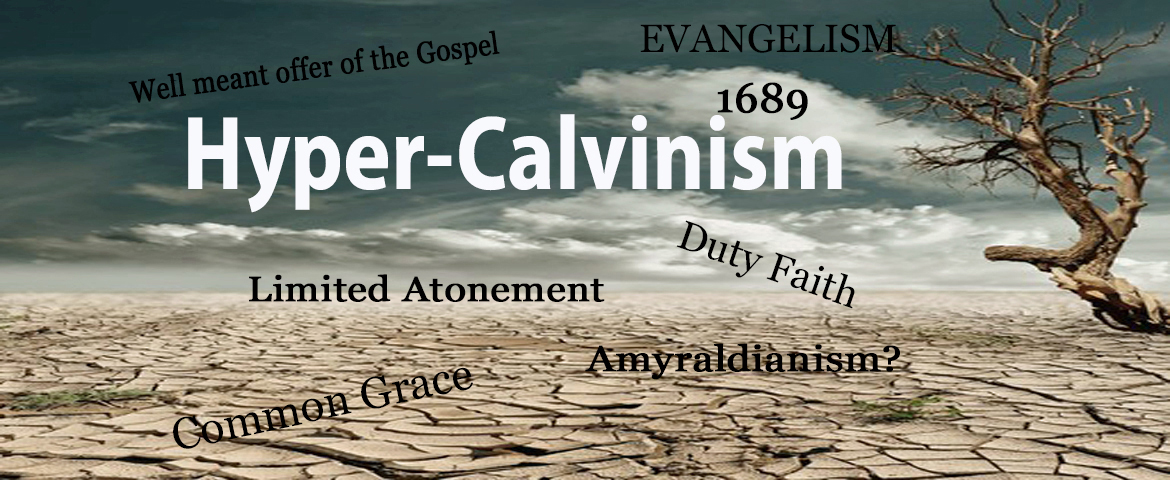 EVANGELISM
Well meant offer of the Gospel
1689
Hyper-Calvinism
Duty Faith
Limited Atonement
Amyraldianism?
Common Grace